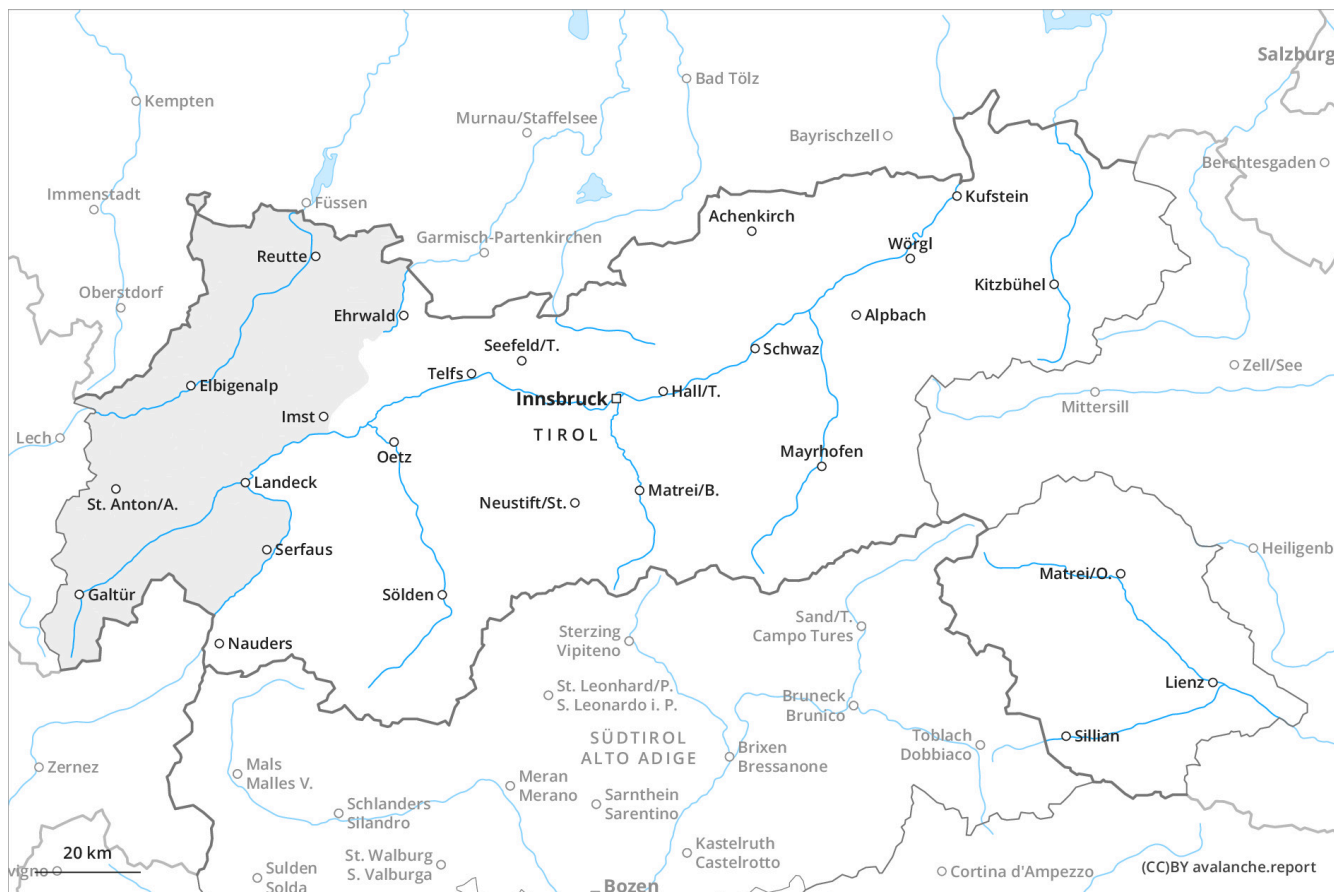 Salzburg
Kempten
Bad Tölz
Murnau/Staffelsee
Bayrischzell
Berchtesgaden
Immenstadt
Füssen
Kufstein
Achenkirch
Garmisch-Partenkirchen
Wörgl
Reutte
Kitzbühel
Oberstdorf
Ehrwald
Alpbach
Seefeld/T.
Schwaz
Zell/See
Telfs
Elbigenalp
Hall/T.
Innsbruck
Mittersill
Imst
TIROL
Lech
Oetz
Mayrhofen
Landeck
Matrei/B.
St. Anton/A.
Neustift/St.
Serfaus
Heiligenb
Matrei/O.
Galtür
Sölden
Sand/T.
Campo Tures
Sterzing
Vipiteno
Nauders
Lienz
St. Leonhard/P.
S. Leonardo i. P.
Bruneck
Brunico
Sillian
Toblach
Dobbiaco
SÜDTIROL
ALTO ADIGE
Brixen
Bressanone
Zernez
Mals
Malles V.
Meran
Merano
Sarnthein
Sarentino
Schlanders
Silandro
Kastelruth
Castelrotto
20 km
St. Walburg
S. Valburga
vigno
Sulden
Solda
Cortina d'Ampezzo
(CC)BY avalanche.report
Bozen